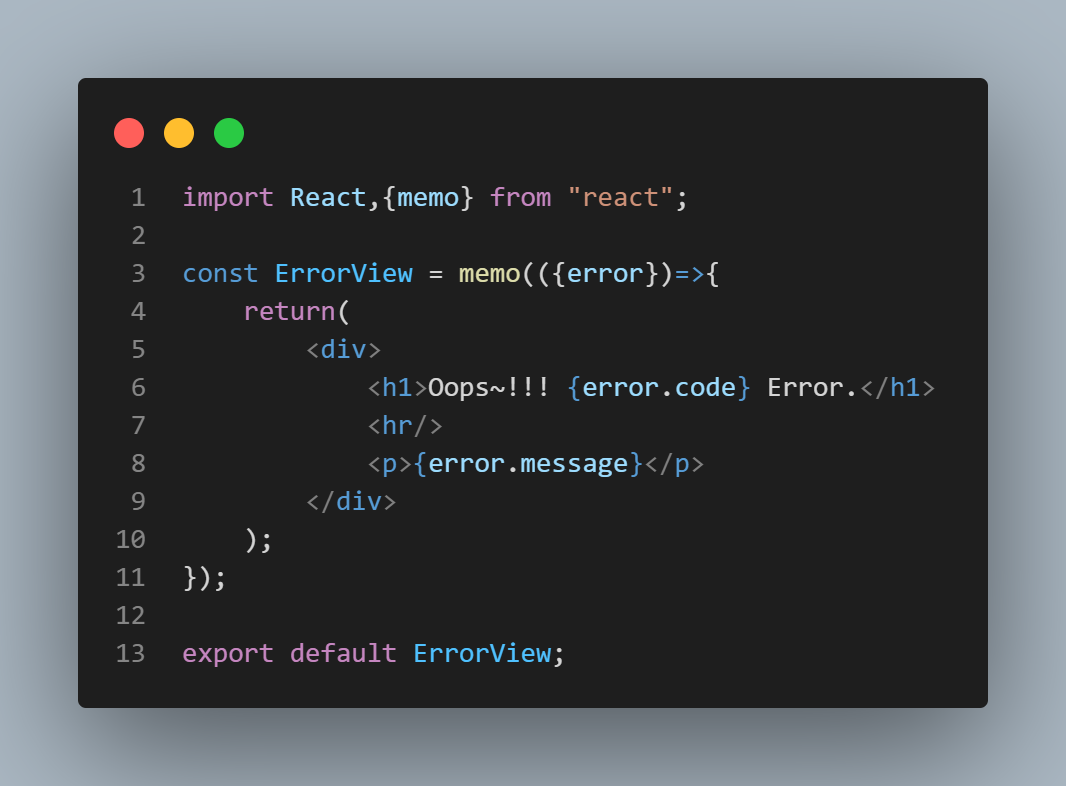 1 import React,{memo} from "react";
2
3 const ErrorView = memo(({error})=>{
4     return(
5         <div>
6             <h1>Oops~!!! {error.code} Error.</h1>
7             <hr/>
8             <p>{error.message}</p>
9         </div>
10     );
11 });
12
13 export default ErrorView;